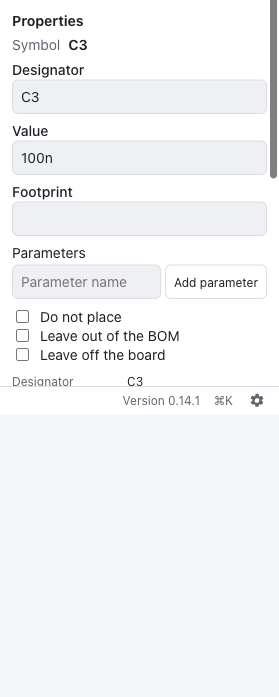 Properties
Symbol C3
Designator
C3
Value
100n
Footprint
Parameters
Parameter name Add parameter
Do not place
Leave out of the BOM
Leave off the board
Designator C3
Version 0.14.1 ⌘K